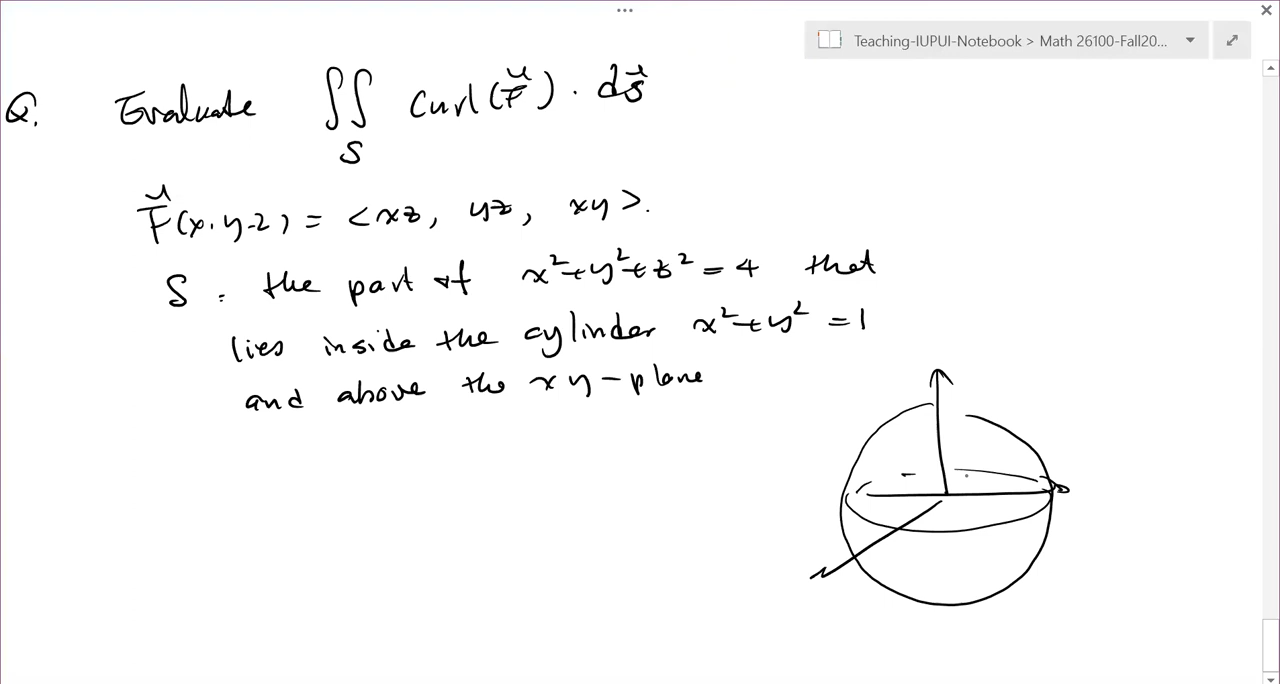 Teaching-IUPUI-Notebook > Math 26100-Fall20...
Q. Evaluate ∬_S Curl(F⃗) · dS⃗
F⃗(x, y, z) = <xz, yz, xy>.
S: the part of x²+y²+z² = 4 that
lies inside the cylinder x²+y² = 1
and above the xy-plane